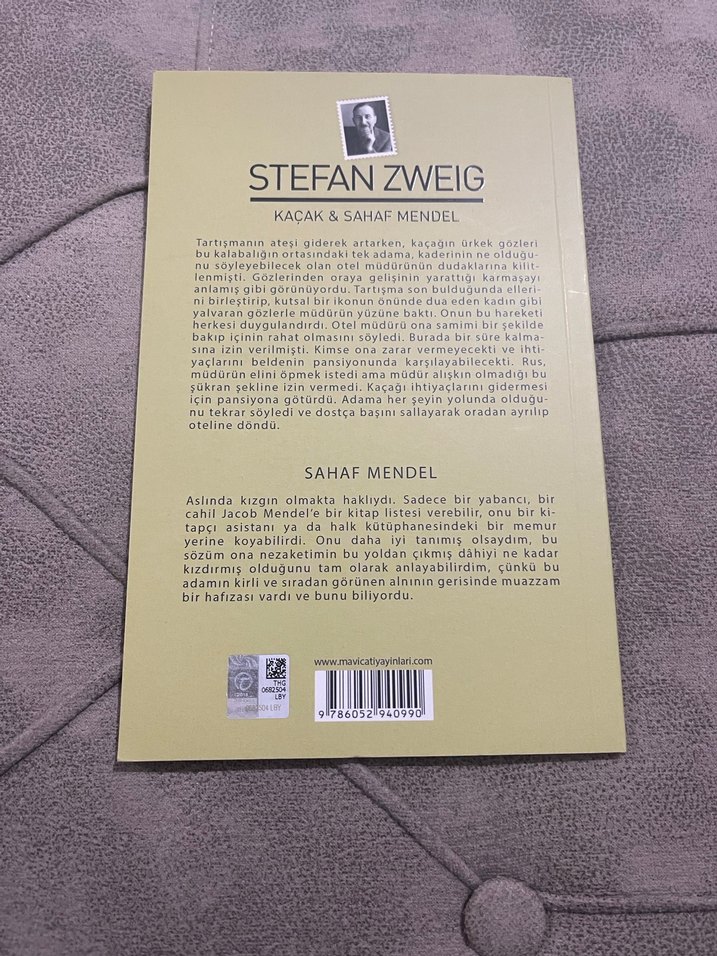 STEFAN ZWEIG
KAÇAK & SAHAF MENDEL
Tartışmanın ateşi giderek artarken, kaçağın ürkek gözleri
bu kalabalığın ortasındaki tek adama, kaderinin ne olduğu-
nu söyleyebilecek olan otel müdürünün dudaklarına kilit-
lenmişti. Gözlerinden oraya gelişinin yarattığı karmaşayı
anlamış gibi görünüyordu. Tartışma son bulduğunda elleri-
ni birleştirip, kutsal bir ikonun önünde dua eden kadın gibi
yalvaran gözlerle müdürün yüzüne baktı. Onun bu hareketi
herkesi duygulandırdı. Otel müdürü ona samimi bir şekilde
bakıp içinin rahat olmasını söyledi. Burada bir süre kalma-
sına izin verilmişti. Kimse ona zarar vermeyecekti ve ihti-
yaçlarını beldenin pansiyonunda karşılayabilecekti. Rus,
müdürün elini öpmek istedi ama müdür alışkın olmadığı bu
şükran şekline izin vermedi. Kaçağı ihtiyaçlarını gidermesi
için pansiyona götürdü. Adama her şeyin yolunda olduğu-
nu tekrar söyledi ve dostça başını sallayarak oradan ayrılıp
oteline döndü.
SAHAF MENDEL
Aslında kızgın olmakta haklıydı. Sadece bir yabancı, bir
cahil Jacob Mendel’e bir kitap listesi verebilir, onu bir ki-
tapçı asistanı ya da halk kütüphanesindeki bir memur
yerine koyabilirdi. Onu daha iyi tanımış olsaydım, bu
sözüm ona nezaketimin bu yoldan çıkmış dâhiyi ne kadar
kızdırmış olduğunu tam olarak anlayabilirdim, çünkü bu
adamın kirli ve sıradan görünen alnının gerisinde muazzam
bir hafızası vardı ve bunu biliyordu.
www.mavicatiyayinlari.com
THG
0682504
LBY
9 786052 940990